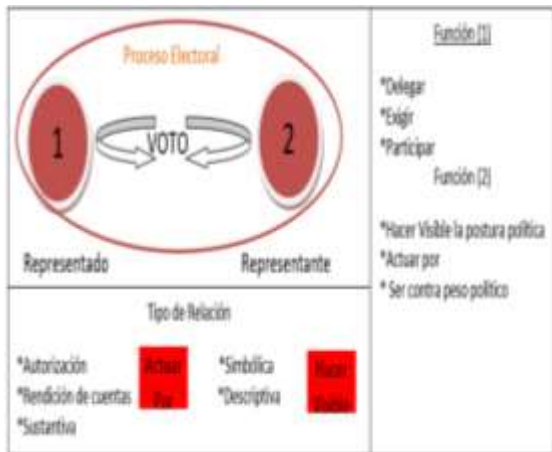 Proceso Electoral
1
VOTO
2
Representado
Representante
Función (1)
*Delegar
*Exigir
*Participar
Función (2)
*Hacer Visible la postura política
*Actuar por
* Ser contra peso político
Tipo de Relación
*Autorización
*Rendición de cuentas
*Sustantiva
Actuar
Por
*Simbólica
*Descriptiva
Hacer
Visible